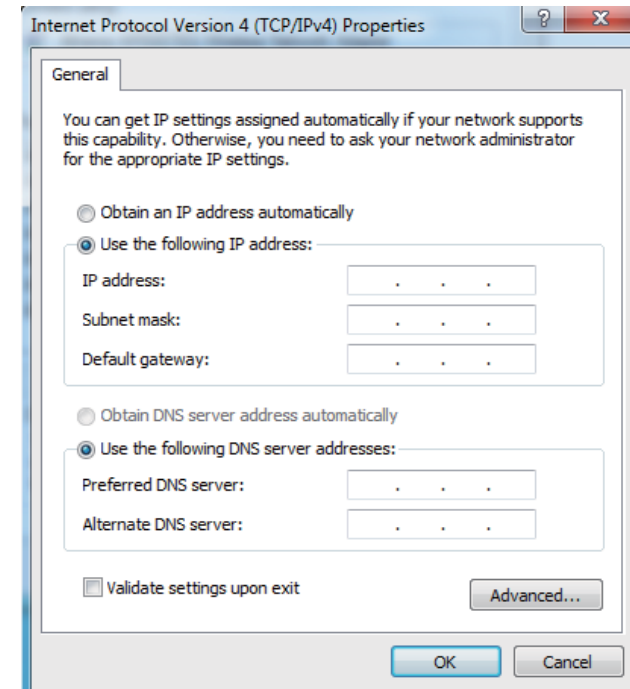 Internet Protocol Version 4 (TCP/IPv4) Properties
?
X
General
You can get IP settings assigned automatically if your network supports
this capability. Otherwise, you need to ask your network administrator
for the appropriate IP settings.
Obtain an IP address automatically
Use the following IP address:
IP address: . . .
Subnet mask: . . .
Default gateway: . . .
Obtain DNS server address automatically
Use the following DNS server addresses:
Preferred DNS server: . . .
Alternate DNS server: . . .
Validate settings upon exit
Advanced...
OK Cancel